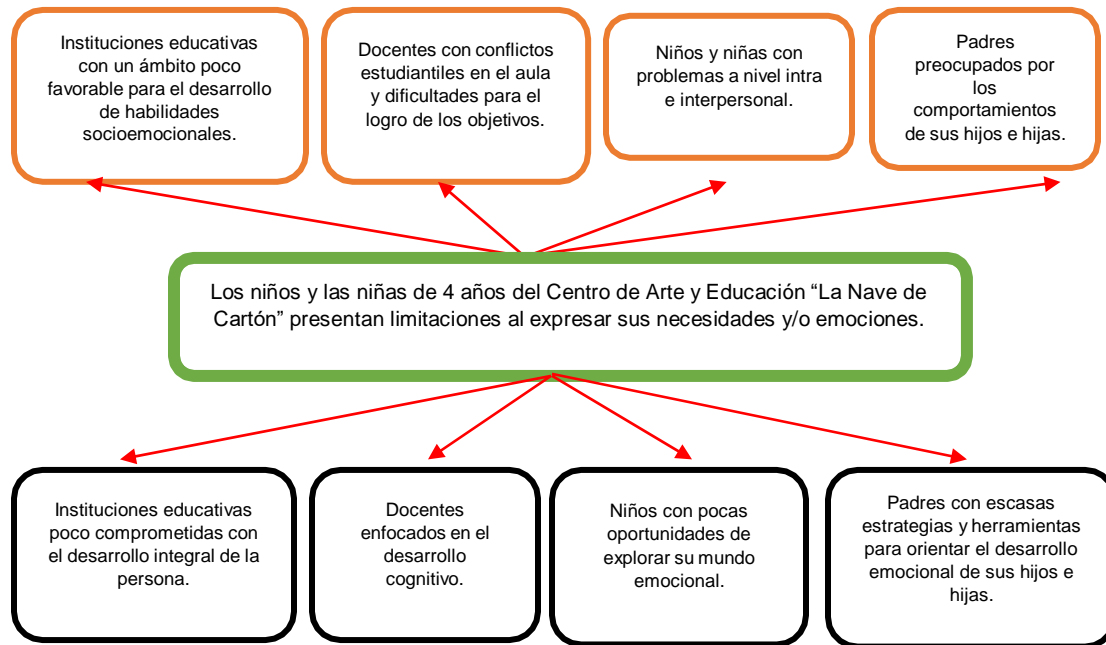 Instituciones educativas
con un ámbito poco
favorable para el desarrollo
de habilidades
socioemocionales.
Docentes con conflictos
estudiantiles en el aula
y dificultades para el
logro de los objetivos.
Niños y niñas con
problemas a nivel intra
e interpersonal.
Padres
preocupados por
los
comportamientos
de sus hijos e hijas.
Los niños y las niñas de 4 años del Centro de Arte y Educación “La Nave de
Cartón” presentan limitaciones al expresar sus necesidades y/o emociones.
Instituciones educativas
poco comprometidas con
el desarrollo integral de la
persona.
Docentes
enfocados en el
desarrollo
cognitivo.
Niños con pocas
oportunidades de
explorar su mundo
emocional.
Padres con escasas
estrategias y herramientas
para orientar el desarrollo
emocional de sus hijos e
hijas.